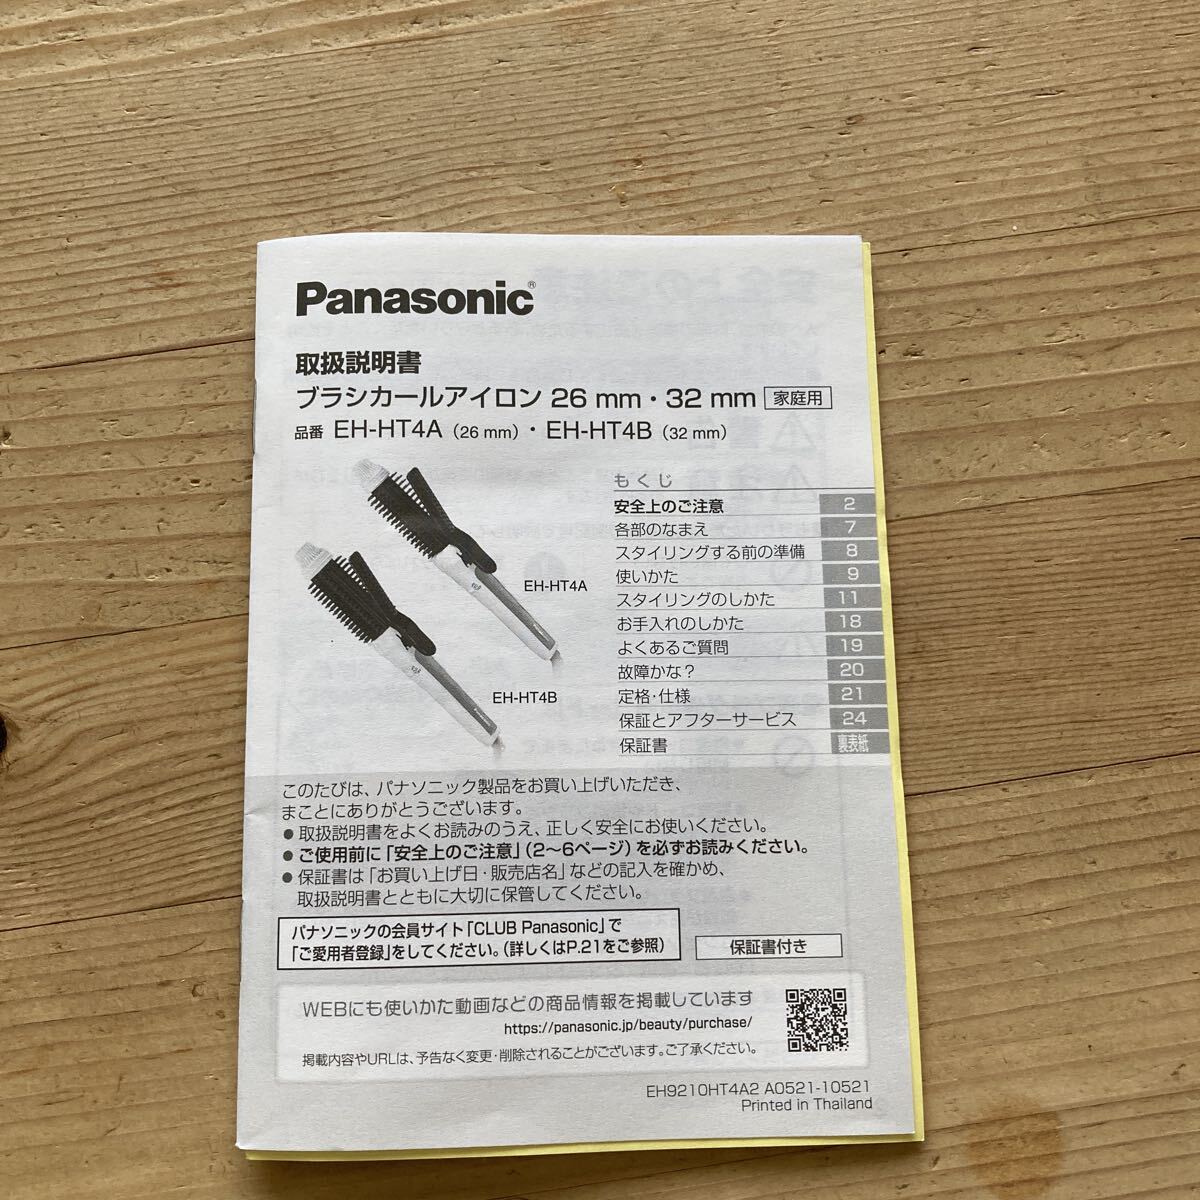 Panasonic®
取扱説明書
ブラシカールアイロン 26 mm・32 mm 家庭用
品番 EH-HT4A（26 mm）・EH-HT4B（32 mm）
EH-HT4A
EH-HT4B
もくじ
安全上のご注意 2
各部のなまえ 7
スタイリングする前の準備 8
使いかた 9
スタイリングのしかた 11
お手入れのしかた 18
よくあるご質問 19
故障かな？ 20
定格・仕様 21
保証とアフターサービス 24
保証書 裏表紙
このたびは、パナソニック製品をお買い上げいただき、
まことにありがとうございます。
● 取扱説明書をよくお読みのうえ、正しく安全にお使いください。
● ご使用前に「安全上のご注意」（2～6ページ）を必ずお読みください。
● 保証書は「お買い上げ日・販売店名」などの記入を確かめ、
取扱説明書とともに大切に保管してください。
パナソニックの会員サイト「CLUB Panasonic」で
「ご愛用者登録」をしてください。（詳しくはP.21をご参照）
保証書付き
WEBにも使いかた動画などの商品情報を掲載しています
https://panasonic.jp/beauty/purchase/
掲載内容やURLは、予告なく変更・削除されることがございます。ご了承ください。
EH9210HT4A2 A0521-10521
Printed in Thailand